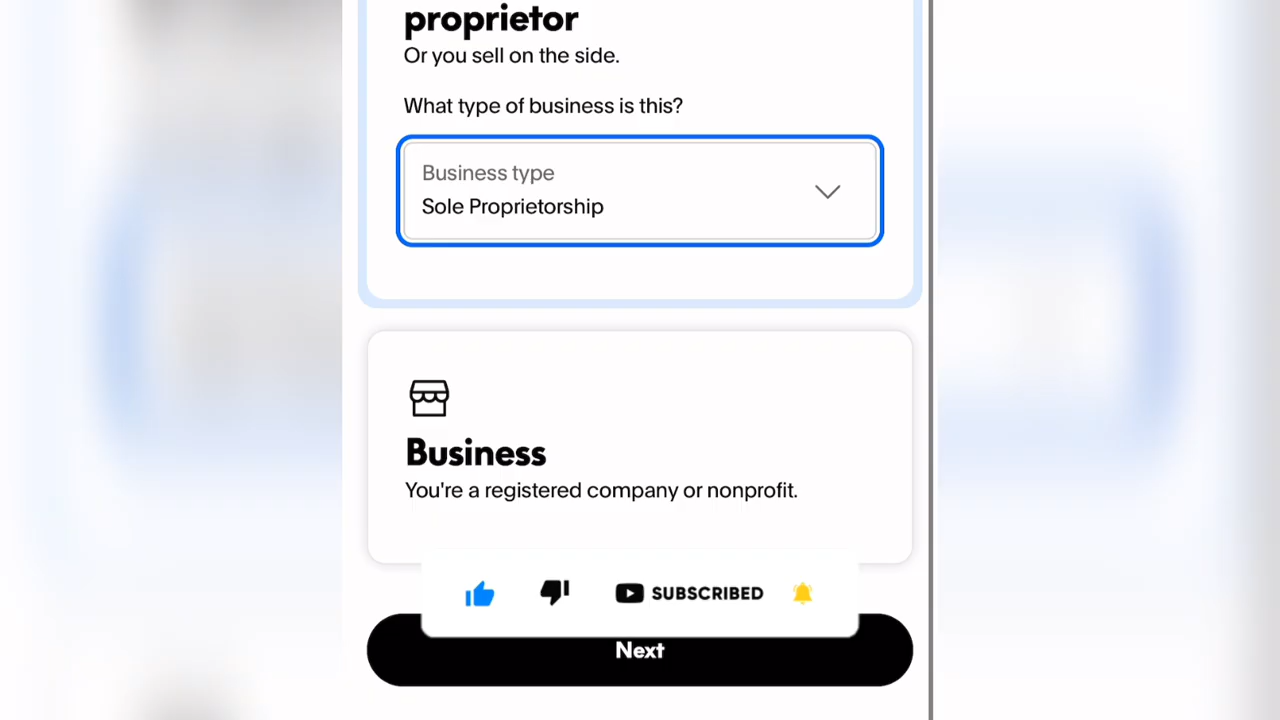 proprietor
Or you sell on the side.
What type of business is this?
Business type
Sole Proprietorship
Business
You're a registered company or nonprofit.
SUBSCRIBED
Next